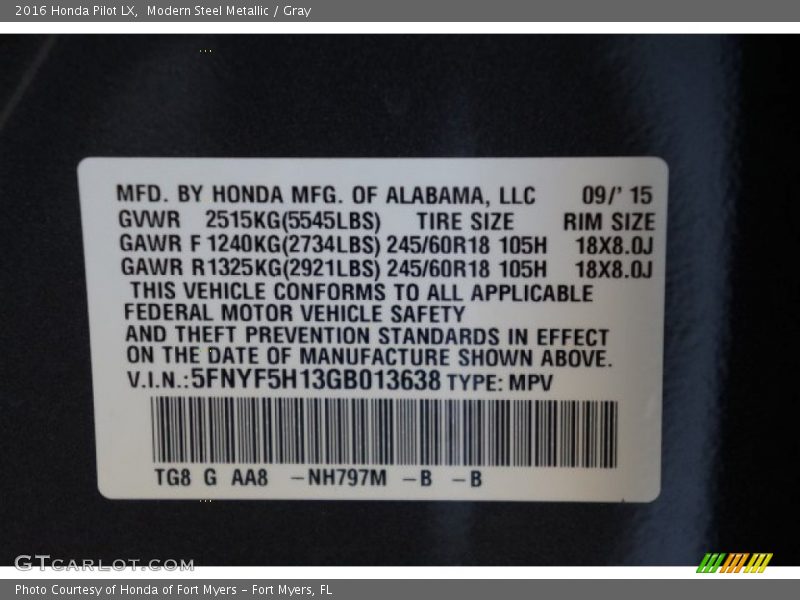 2016 Honda Pilot LX, Modern Steel Metallic / Gray
MFD. BY HONDA MFG. OF ALABAMA, LLC 09/' 15
GVWR 2515KG(5545LBS) TIRE SIZE RIM SIZE
GAWR F 1240KG(2734LBS) 245/60R18 105H 18X8.0J
GAWR R 1325KG(2921LBS) 245/60R18 105H 18X8.0J
THIS VEHICLE CONFORMS TO ALL APPLICABLE
FEDERAL MOTOR VEHICLE SAFETY
AND THEFT PREVENTION STANDARDS IN EFFECT
ON THE DATE OF MANUFACTURE SHOWN ABOVE.
V.I.N.:5FNYF5H13GB013638 TYPE: MPV
TG8 G AA8 -NH797M -B -B
GTCARLOT.COM
Photo Courtesy of Honda of Fort Myers - Fort Myers, FL